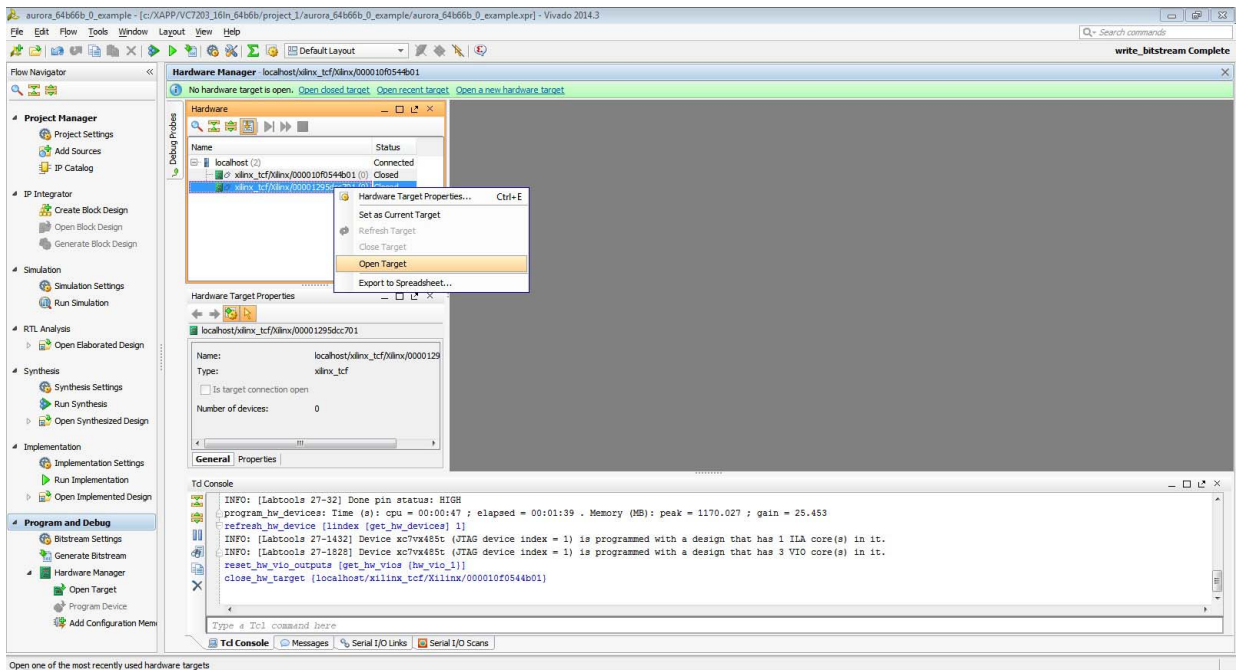 aurora_64b66b_0_example - [c:/XAPP/VC7203_16ln_64b6b/project_1/aurora_64b66b_0_example/aurora_64b66b_0_example.xpr] - Vivado 2014.3
File Edit Flow Tools Window Layout View Help
Q- Search commands
Default Layout
write_bitstream Complete
Flow Navigator
Hardware Manager - localhost/xilinx_tcf/Xilinx/000010f0544b01
No hardware target is open. Open closed target Open recent target Open a new hardware target
Project Manager
Project Settings
Add Sources
IP Catalog
IP Integrator
Create Block Design
Open Block Design
Generate Block Design
Simulation
Simulation Settings
Run Simulation
RTL Analysis
Open Elaborated Design
Synthesis
Synthesis Settings
Run Synthesis
Open Synthesized Design
Implementation
Implementation Settings
Run Implementation
Open Implemented Design
Program and Debug
Bitstream Settings
Generate Bitstream
Hardware Manager
Open Target
Program Device
Add Configuration Mem
Debug Probes
Hardware
Name Status
localhost (2) Connected
xilinx_tcf/Xilinx/000010f0544b01 (0) Closed
xilinx_tcf/Xilinx/00001295dcc701 (0) Closed
Hardware Target Properties... Ctrl+E
Set as Current Target
Refresh Target
Close Target
Open Target
Export to Spreadsheet...
Hardware Target Properties
localhost/xilinx_tcf/Xilinx/00001295dcc701
Name: localhost/xilinx_tcf/Xilinx/0000129
Type: xilinx_tcf
Is target connection open
Number of devices: 0
General Properties
Tcl Console
INFO: [Labtools 27-32] Done pin status: HIGH
program_hw_devices: Time (s): cpu = 00:00:47 ; elapsed = 00:01:39 . Memory (MB): peak = 1170.027 ; gain = 25.453
refresh_hw_device [lindex [get_hw_devices] 1]
INFO: [Labtools 27-1432] Device xc7vx485t (JTAG device index = 1) is programmed with a design that has 1 ILA core(s) in it.
INFO: [Labtools 27-1828] Device xc7vx485t (JTAG device index = 1) is programmed with a design that has 3 VIO core(s) in it.
reset_hw_vio_outputs [get_hw_vios {hw_vio_1}]
close_hw_target {localhost/xilinx_tcf/Xilinx/000010f0544b01}
Type a Tcl command here
Tcl Console Messages Serial I/O Links Serial I/O Scans
Open one of the most recently used hardware targets